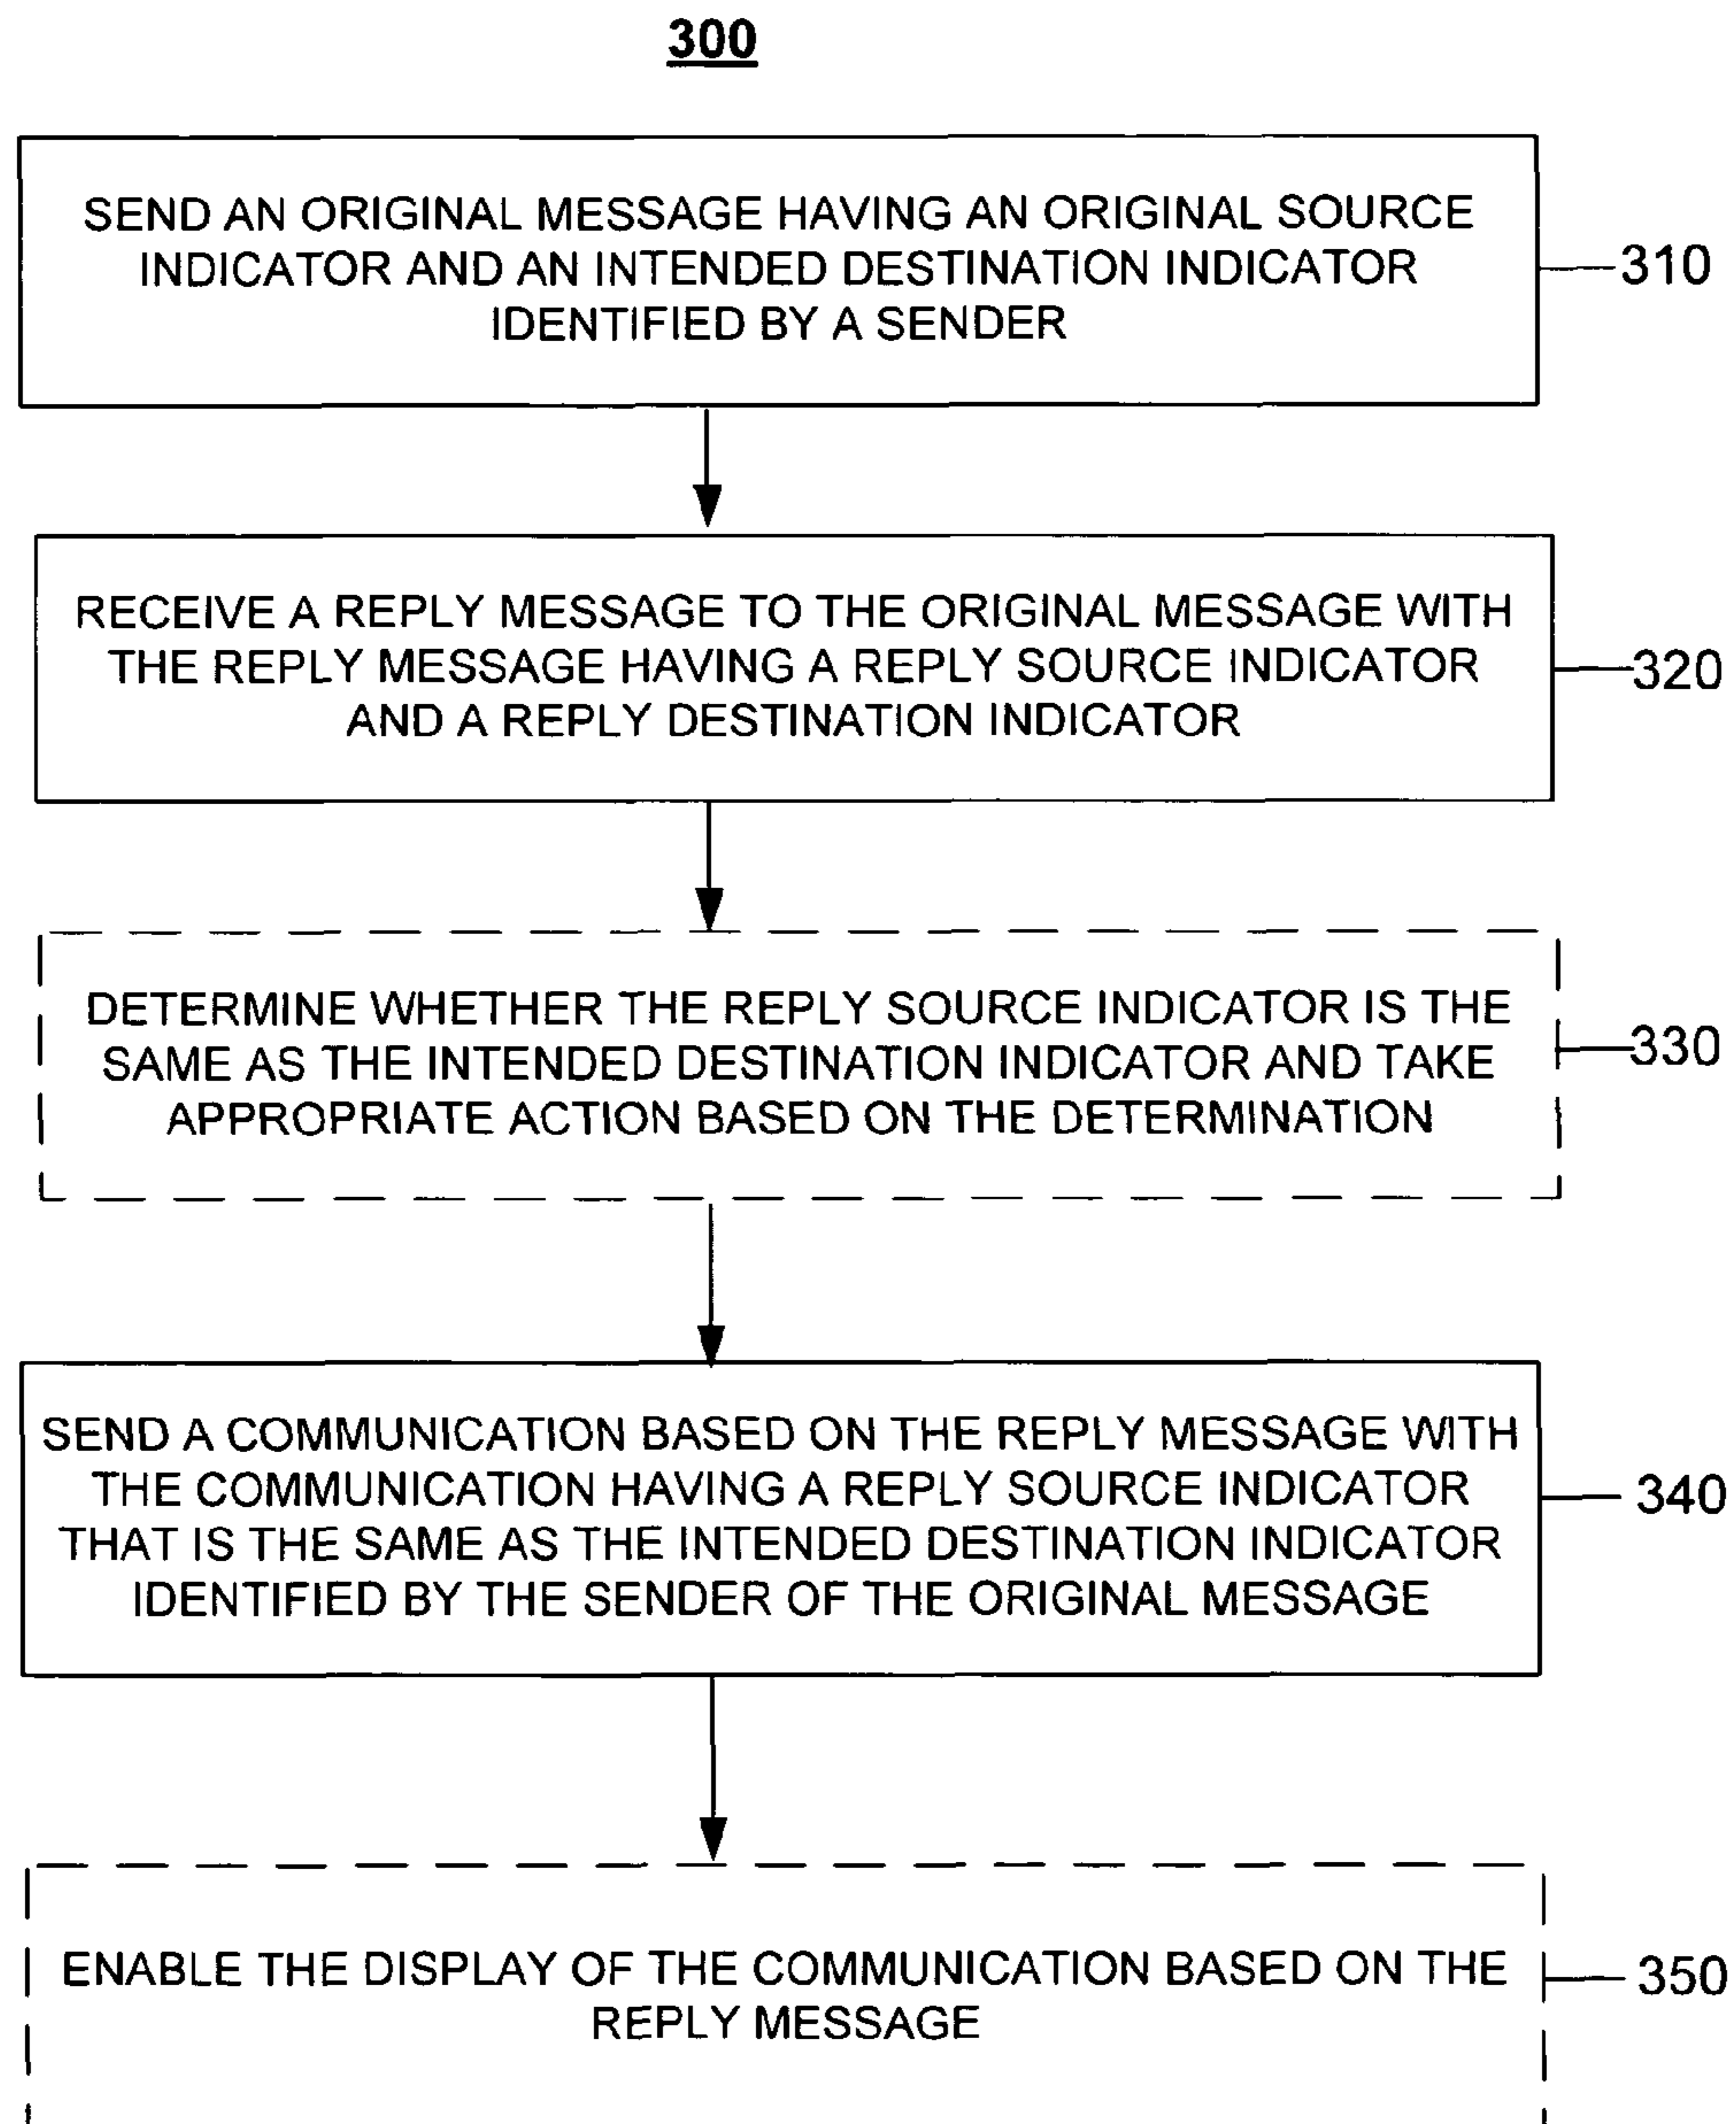 300
SEND AN ORIGINAL MESSAGE HAVING AN ORIGINAL SOURCE
INDICATOR AND AN INTENDED DESTINATION INDICATOR
IDENTIFIED BY A SENDER
310
RECEIVE A REPLY MESSAGE TO THE ORIGINAL MESSAGE WITH
THE REPLY MESSAGE HAVING A REPLY SOURCE INDICATOR
AND A REPLY DESTINATION INDICATOR
320
DETERMINE WHETHER THE REPLY SOURCE INDICATOR IS THE
SAME AS THE INTENDED DESTINATION INDICATOR AND TAKE
APPROPRIATE ACTION BASED ON THE DETERMINATION
330
SEND A COMMUNICATION BASED ON THE REPLY MESSAGE WITH
THE COMMUNICATION HAVING A REPLY SOURCE INDICATOR
THAT IS THE SAME AS THE INTENDED DESTINATION INDICATOR
IDENTIFIED BY THE SENDER OF THE ORIGINAL MESSAGE
340
ENABLE THE DISPLAY OF THE COMMUNICATION BASED ON THE
REPLY MESSAGE
350